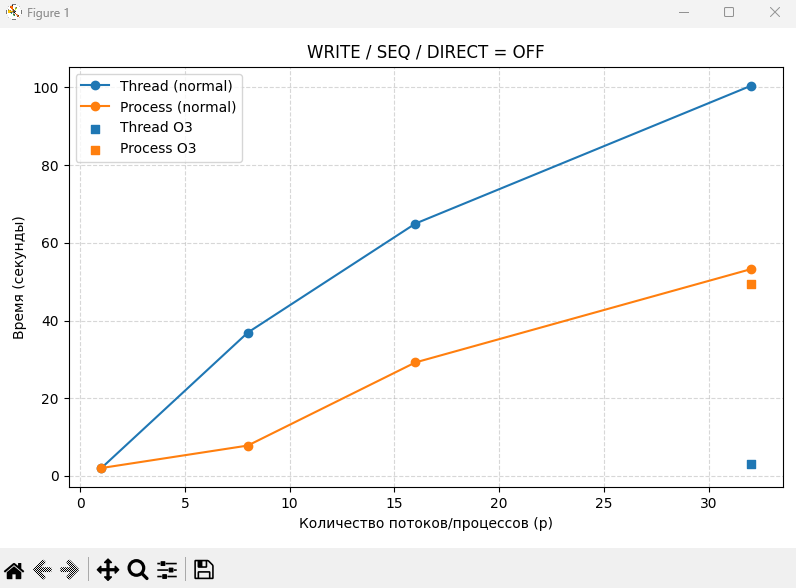 Figure 1
WRITE / SEQ / DIRECT = OFF
Thread (normal)
Process (normal)
Thread O3
Process O3
Время (секунды)
100
80
60
40
20
0
0 5 10 15 20 25 30
Количество потоков/процессов (p)